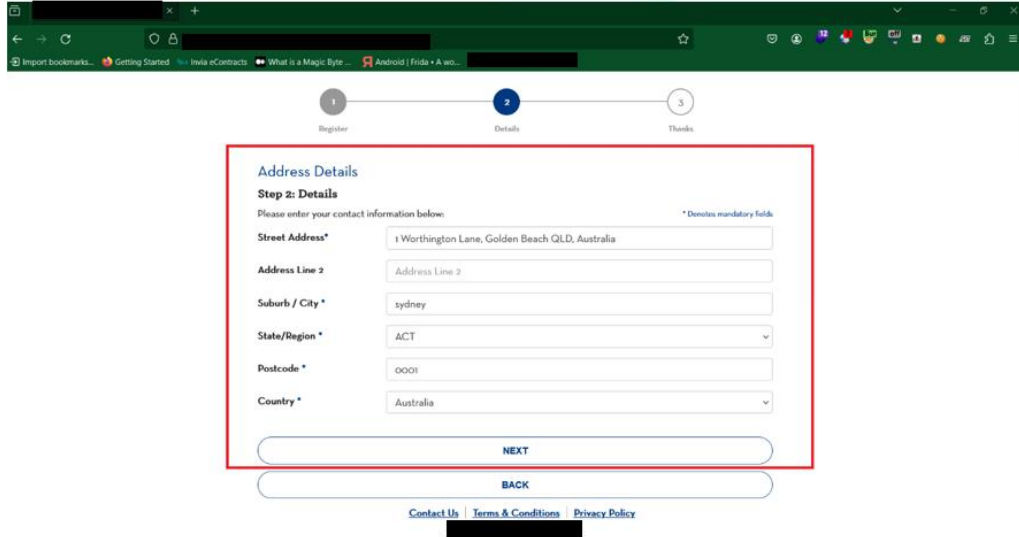 Import bookmarks...
Getting Started
Invia eContracts
What is a Magic Byte ...
Android | Frida • A wo...
12
1
Register
2
Details
3
Thanks
Address Details
Step 2: Details
Please enter your contact information below:
* Denotes mandatory fields
Street Address*
1 Worthington Lane, Golden Beach QLD, Australia
Address Line 2
Address Line 2
Suburb / City *
sydney
State/Region *
ACT
Postcode *
0001
Country *
Australia
NEXT
BACK
Contact Us | Terms & Conditions | Privacy Policy